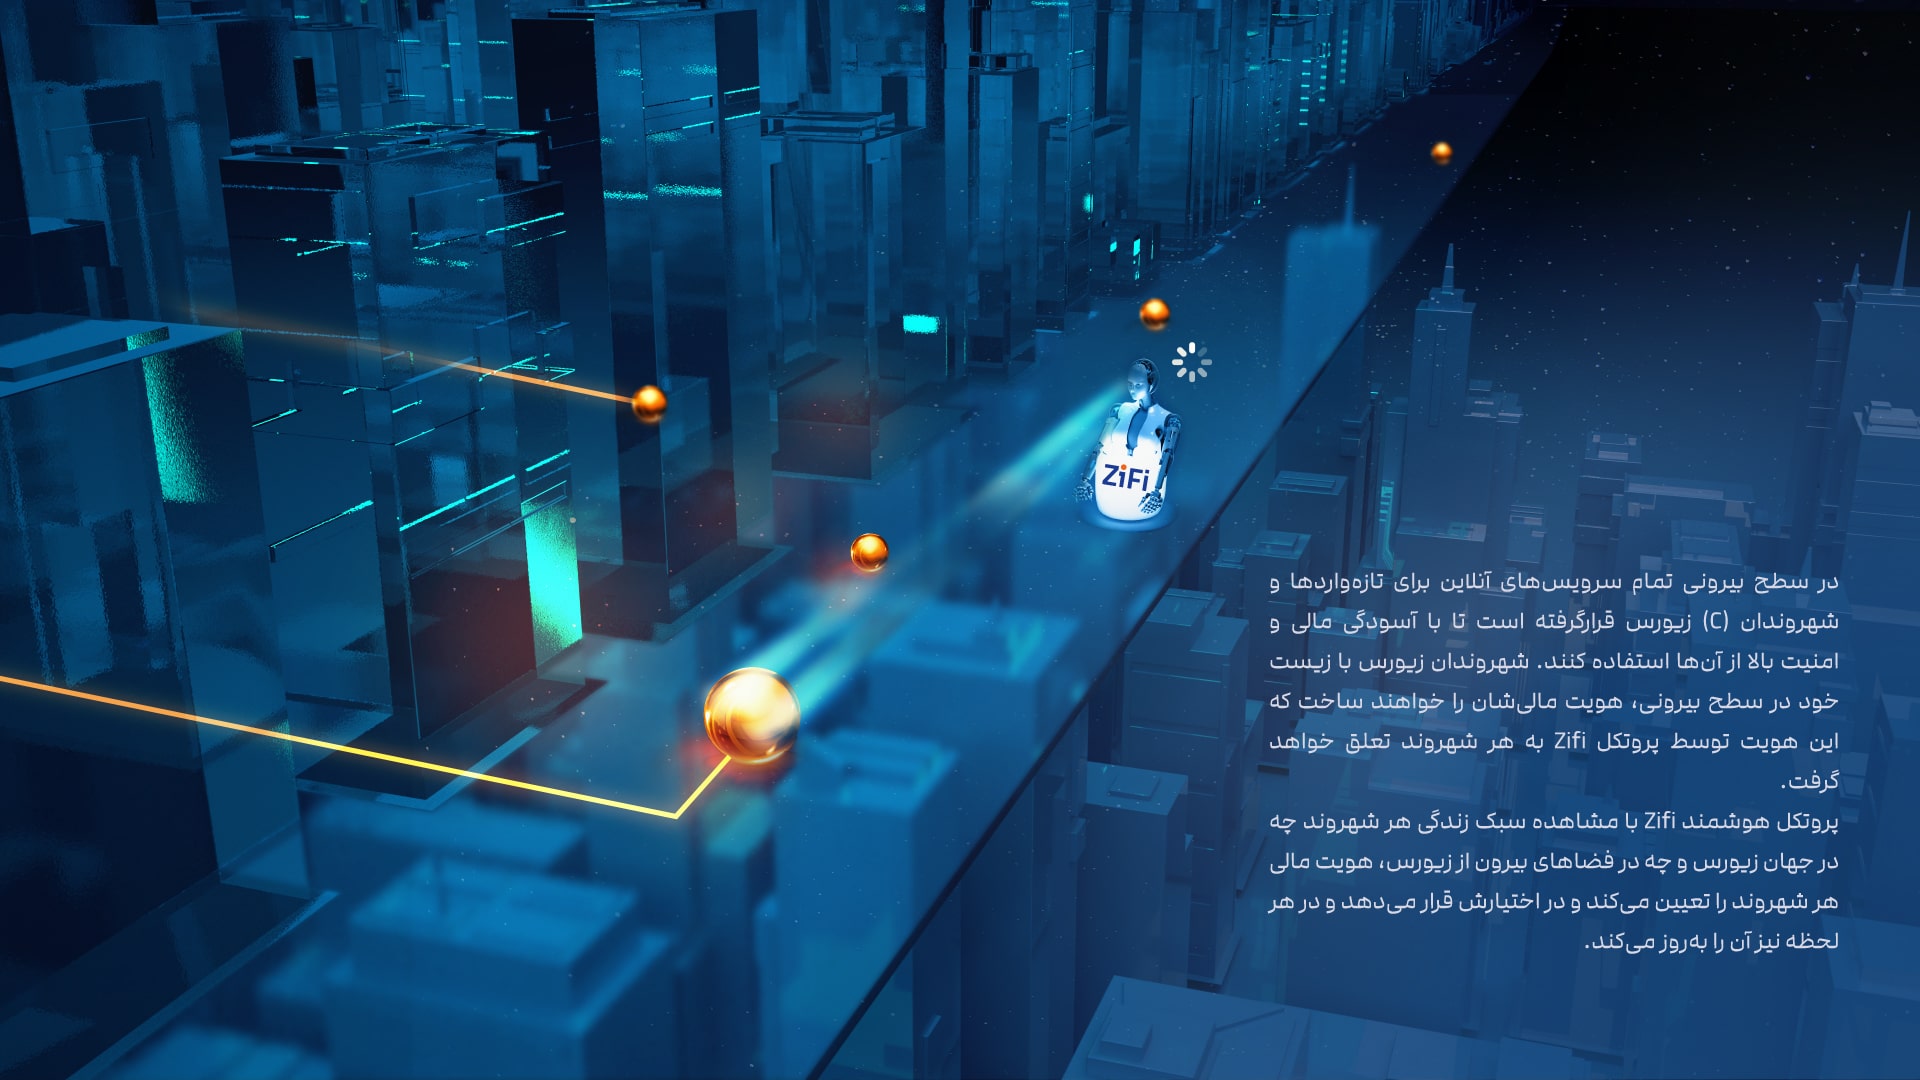 ZiFi
در سطح بیرونی تمام سرویس‌های آنلاین برای تازه‌واردها و
شهروندان (C) زیورس قرارگرفته است تا با آسودگی مالی و
امنیت بالا از آن‌ها استفاده کنند. شهروندان زیورس با زیست
خود در سطح بیرونی، هویت مالی‌شان را خواهند ساخت که
این هویت توسط پروتکل Zifi به هر شهروند تعلق خواهد
گرفت.
پروتکل هوشمند Zifi با مشاهده سبک زندگی هر شهروند چه
در جهان زیورس و چه در فضاهای بیرون از زیورس، هویت مالی
هر شهروند را تعیین می‌کند و در اختیارش قرار می‌دهد و در هر
لحظه نیز آن را به‌روز می‌کند.